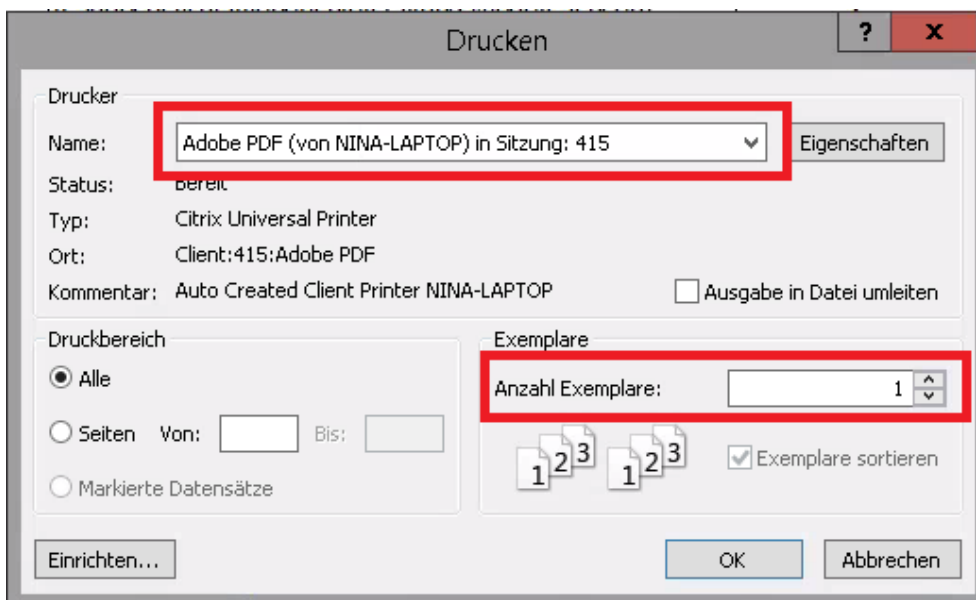 Drucken
? x
Drucker
Name: Adobe PDF (von NINA-LAPTOP) in Sitzung: 415 Eigenschaften
Status: Bereit
Typ: Citrix Universal Printer
Ort: Client:415:Adobe PDF
Kommentar: Auto Created Client Printer NINA-LAPTOP Ausgabe in Datei umleiten
Druckbereich
Alle
Seiten Von: Bis:
Markierte Datensätze
Exemplare
Anzahl Exemplare: 1
1 2 3 1 2 3
Exemplare sortieren
Einrichten... OK Abbrechen